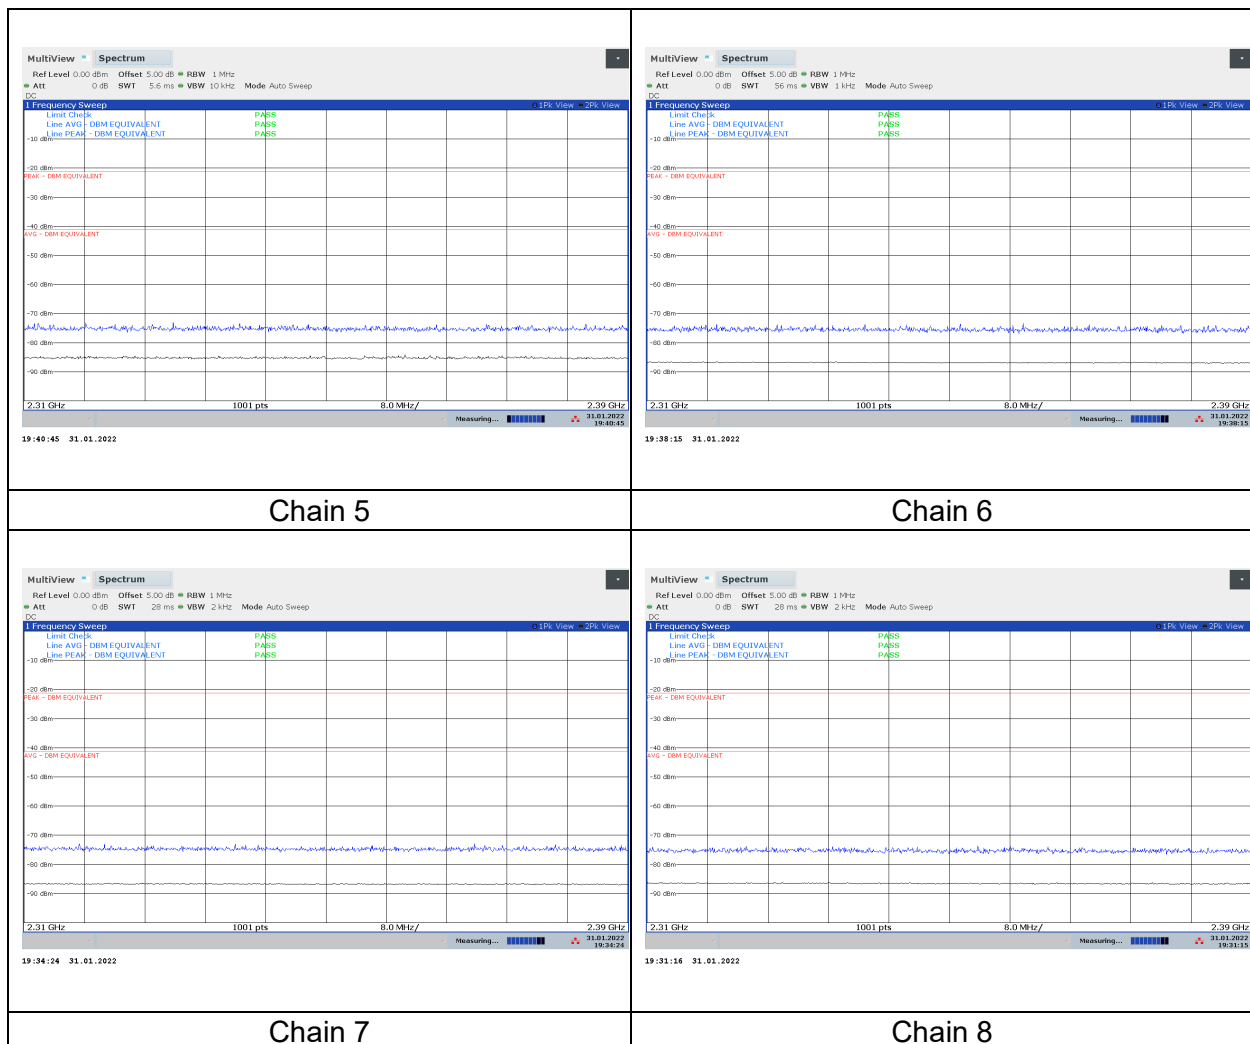 MultiView Spectrum
Ref Level 0.00 dBm Offset 5.00 dB RBW 1 MHz
Att 0 dB SWT 5.6 ms VBW 10 kHz Mode Auto Sweep
DC
1 Frequency Sweep 1Pk View 2Pk View
Limit Check PASS
Line AVG - DBM EQUIVALENT PASS
Line PEAK - DBM EQUIVALENT PASS
-10 dBm
-20 dBm
PEAK - DBM EQUIVALENT
-30 dBm
-40 dBm
AVG - DBM EQUIVALENT
-50 dBm
-60 dBm
-70 dBm
-80 dBm
-90 dBm
2.31 GHz 1001 pts 8.0 MHz/ 2.39 GHz
Measuring... 31.01.2022
19:40:45
19:40:45 31.01.2022
Chain 5
MultiView Spectrum
Ref Level 0.00 dBm Offset 5.00 dB RBW 1 MHz
Att 0 dB SWT 56 ms VBW 1 kHz Mode Auto Sweep
DC
1 Frequency Sweep 1Pk View 2Pk View
Limit Check PASS
Line AVG - DBM EQUIVALENT PASS
Line PEAK - DBM EQUIVALENT PASS
-10 dBm
-20 dBm
PEAK - DBM EQUIVALENT
-30 dBm
-40 dBm
AVG - DBM EQUIVALENT
-50 dBm
-60 dBm
-70 dBm
-80 dBm
-90 dBm
2.31 GHz 1001 pts 8.0 MHz/ 2.39 GHz
Measuring... 31.01.2022
19:38:15
19:38:15 31.01.2022
Chain 6
MultiView Spectrum
Ref Level 0.00 dBm Offset 5.00 dB RBW 1 MHz
Att 0 dB SWT 28 ms VBW 2 kHz Mode Auto Sweep
DC
1 Frequency Sweep 1Pk View 2Pk View
Limit Check PASS
Line AVG - DBM EQUIVALENT PASS
Line PEAK - DBM EQUIVALENT PASS
-10 dBm
-20 dBm
PEAK - DBM EQUIVALENT
-30 dBm
-40 dBm
AVG - DBM EQUIVALENT
-50 dBm
-60 dBm
-70 dBm
-80 dBm
-90 dBm
2.31 GHz 1001 pts 8.0 MHz/ 2.39 GHz
Measuring... 31.01.2022
19:34:24
19:34:24 31.01.2022
Chain 7
MultiView Spectrum
Ref Level 0.00 dBm Offset 5.00 dB RBW 1 MHz
Att 0 dB SWT 28 ms VBW 2 kHz Mode Auto Sweep
DC
1 Frequency Sweep 1Pk View 2Pk View
Limit Check PASS
Line AVG - DBM EQUIVALENT PASS
Line PEAK - DBM EQUIVALENT PASS
-10 dBm
-20 dBm
PEAK - DBM EQUIVALENT
-30 dBm
-40 dBm
AVG - DBM EQUIVALENT
-50 dBm
-60 dBm
-70 dBm
-80 dBm
-90 dBm
2.31 GHz 1001 pts 8.0 MHz/ 2.39 GHz
Measuring... 31.01.2022
19:31:15
19:31:16 31.01.2022
Chain 8